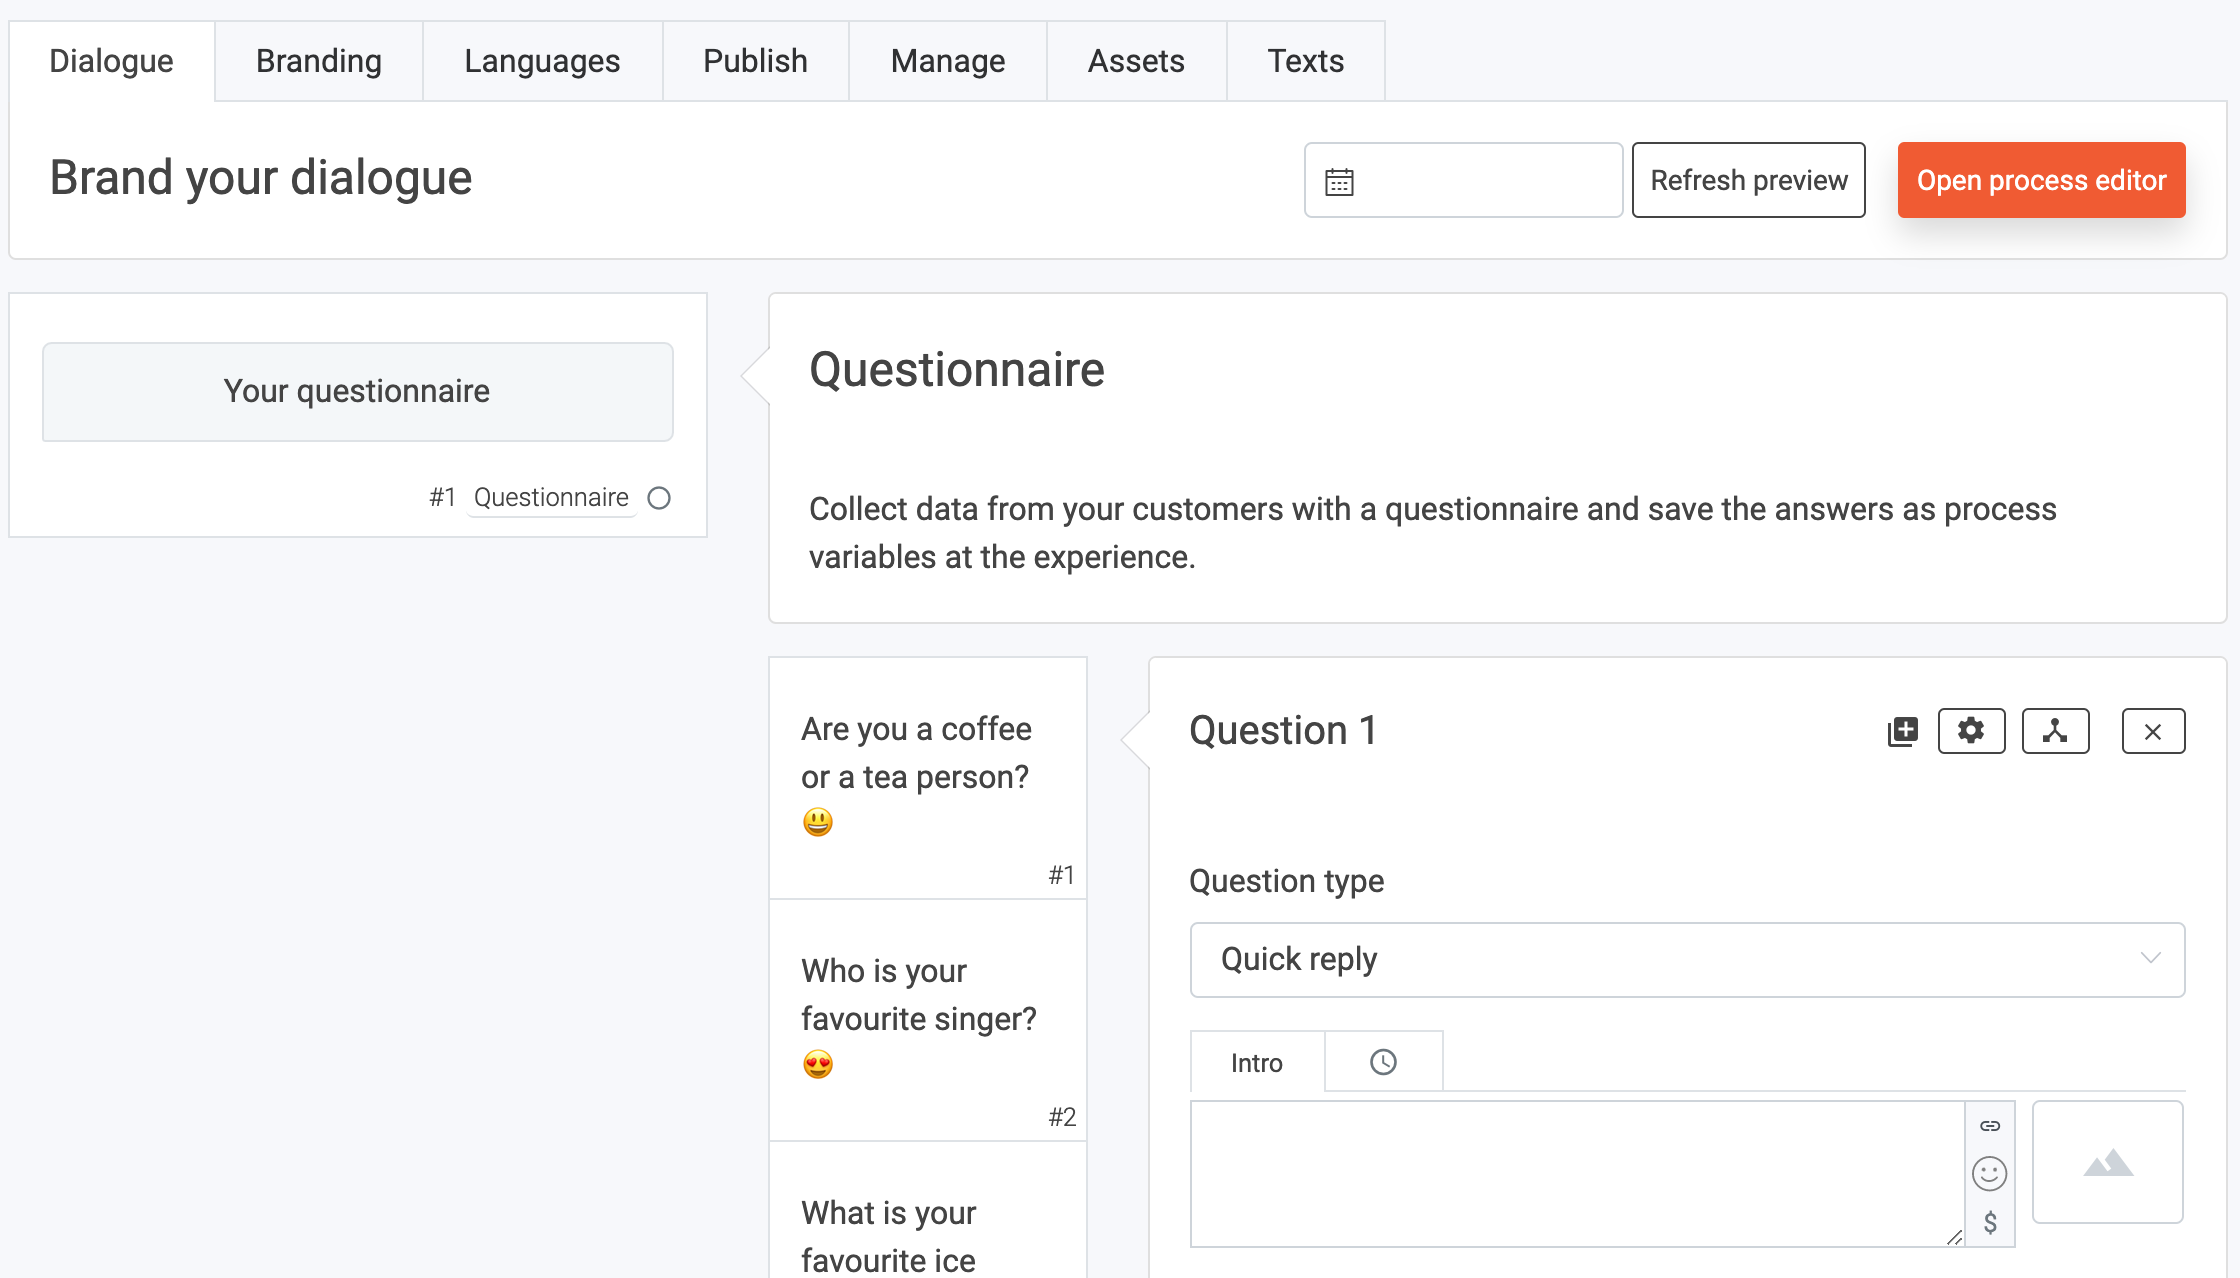 Dialogue
Branding
Languages
Publish
Manage
Assets
Texts
Brand your dialogue
Refresh preview
Open process editor
Your questionnaire
#1 Questionnaire
Questionnaire
Collect data from your customers with a questionnaire and save the answers as process
variables at the experience.
Are you a coffee
or a tea person?
😃
#1
Who is your
favourite singer?
😍
#2
What is your
favourite ice
Question 1
Question type
Quick reply
Intro
$